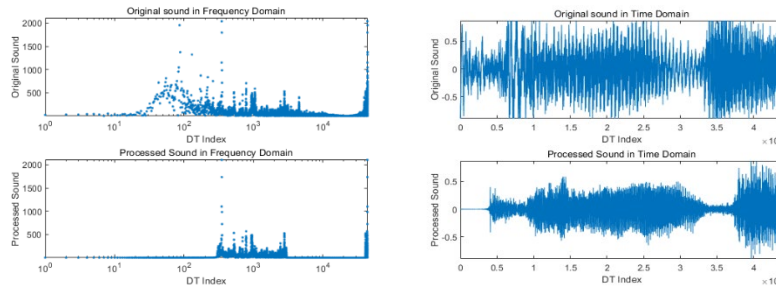 Original sound in Frequency Domain
2000
1500
1000
500
Original Sound
10^0
10^1
10^2
10^3
10^4
DT Index
Processed Sound in Frequency Domain
2000
1500
1000
500
Processed Sound
10^0
10^1
10^2
10^3
10^4
DT Index
Original sound in Time Domain
0.5
0
-0.5
Original Sound
0 0.5 1 1.5 2 2.5 3 3.5 4
DT Index
Processed Sound in Time Domain
0.5
0
-0.5
Processed Sound
0 0.5 1 1.5 2 2.5 3 3.5 4
DT Index